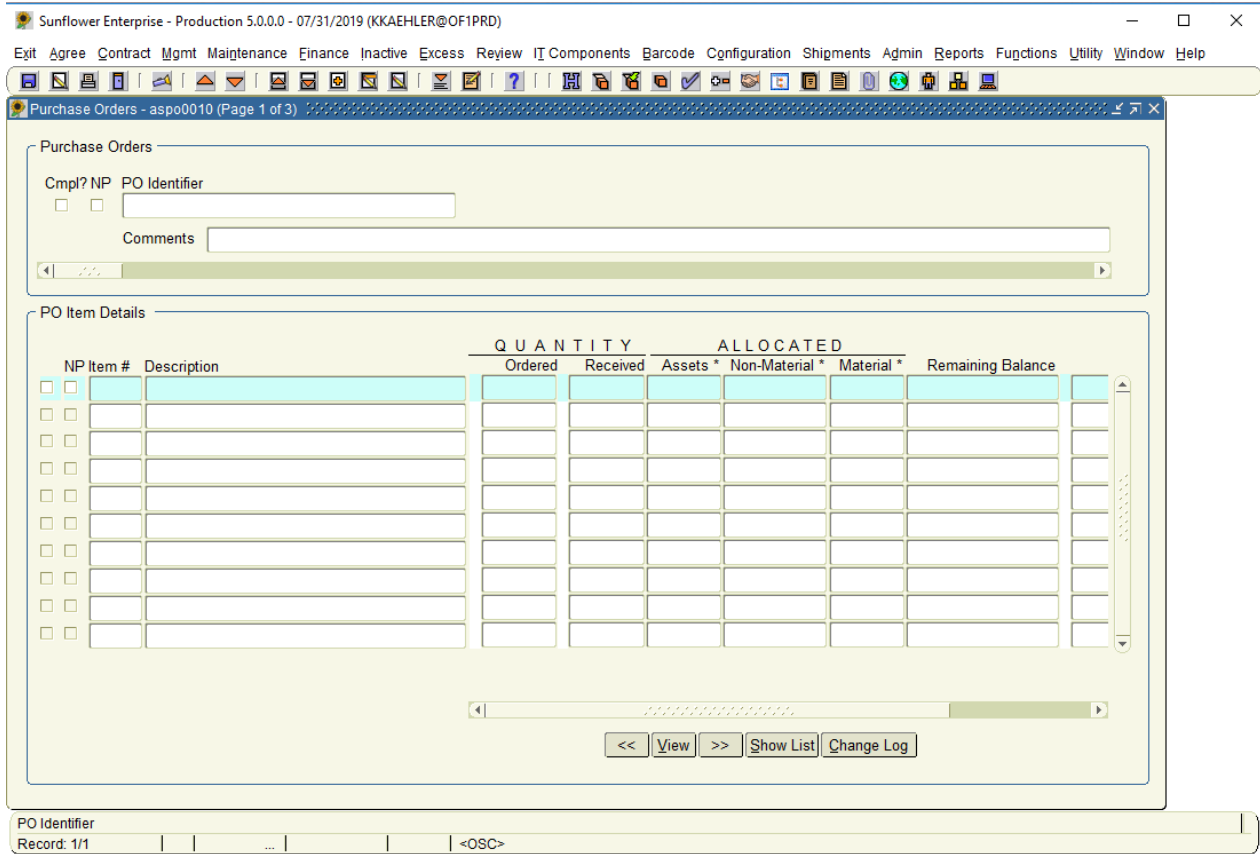 Sunflower Enterprise - Production 5.0.0.0 - 07/31/2019 (KKAEHLER@OF1PRD)
Exit Agree Contract Mgmt Maintenance Finance Inactive Excess Review IT Components Barcode Configuration Shipments Admin Reports Functions Utility Window Help
Purchase Orders - aspo0010 (Page 1 of 3)
Purchase Orders
Cmpl? NP PO Identifier
Comments
PO Item Details
QUANTITY ALLOCATED
NP Item # Description Ordered Received Assets * Non-Material * Material * Remaining Balance
<< View >> Show List Change Log
PO Identifier
Record: 1/1 ... <OSC>